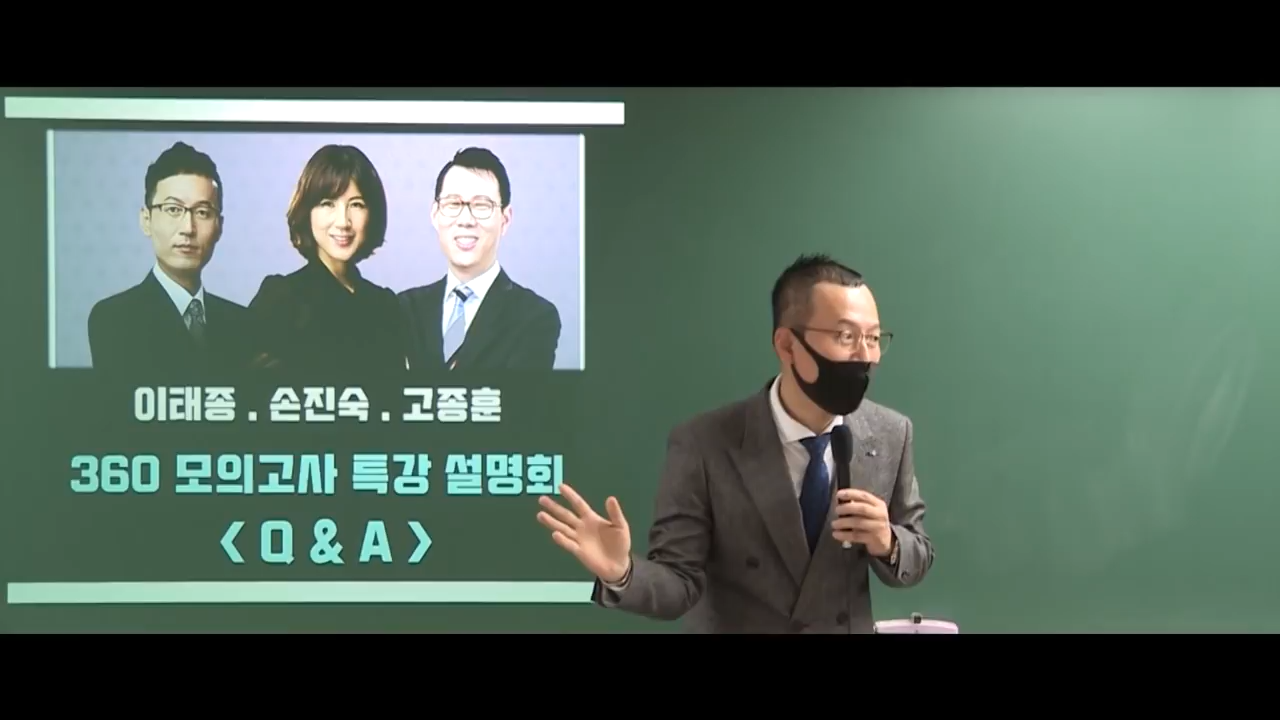 이태종 . 손진숙 . 고종훈
360 모의고사 특강 설명회
< Q & A >